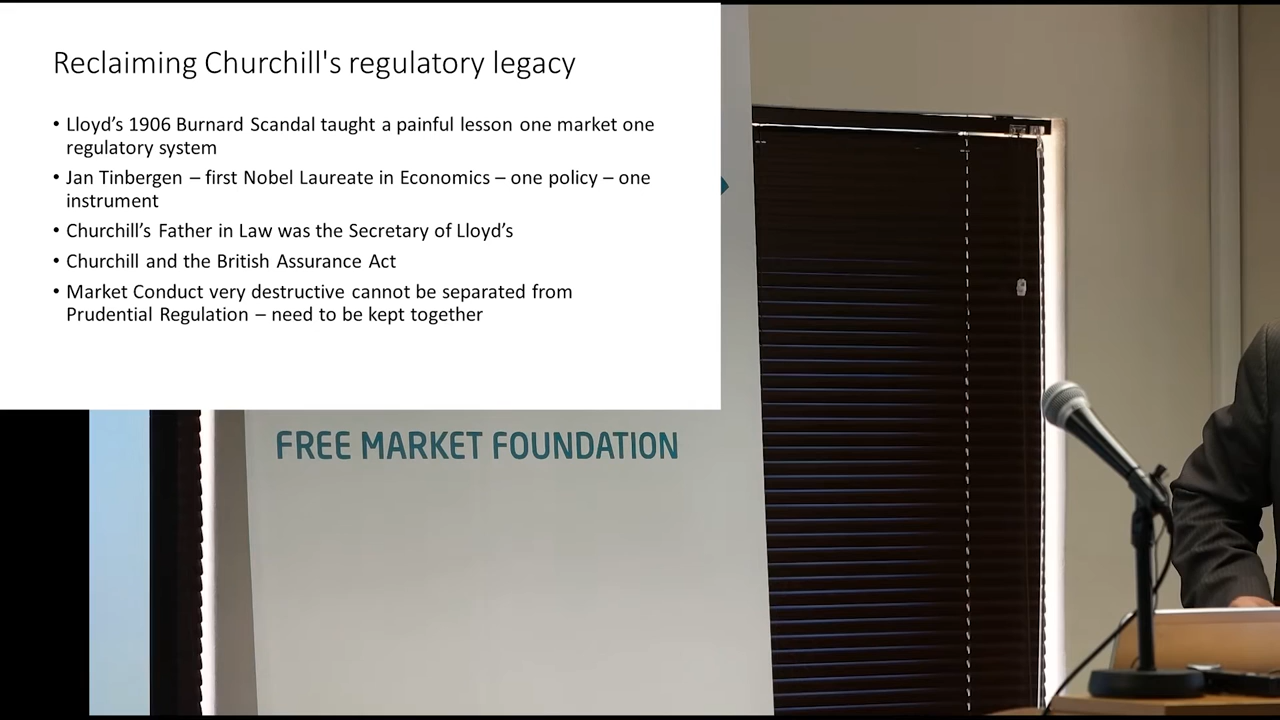 Reclaiming Churchill's regulatory legacy
• Lloyd’s 1906 Burnard Scandal taught a painful lesson one market one
regulatory system
• Jan Tinbergen – first Nobel Laureate in Economics – one policy – one
instrument
• Churchill’s Father in Law was the Secretary of Lloyd’s
• Churchill and the British Assurance Act
• Market Conduct very destructive cannot be separated from
Prudential Regulation – need to be kept together
FREE MARKET FOUNDATION